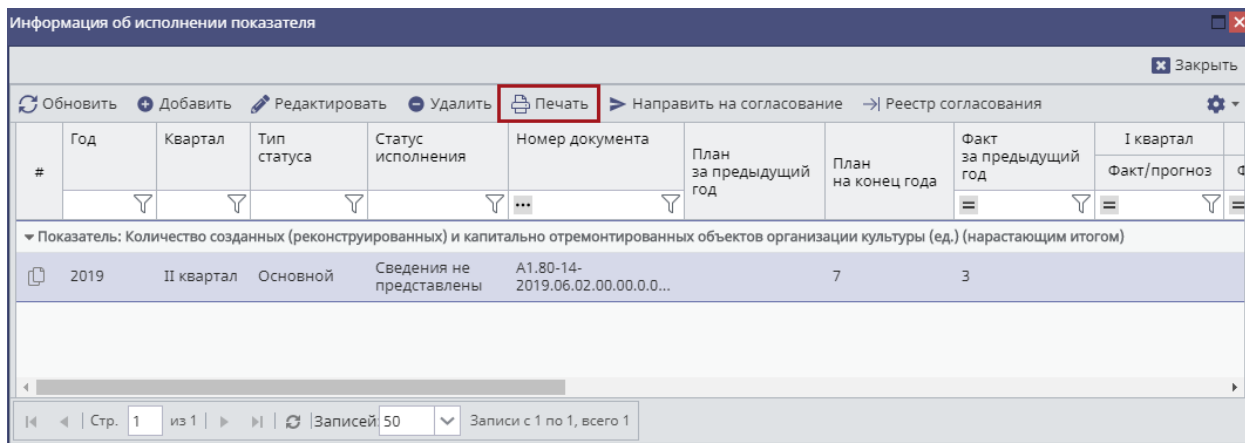 Информация об исполнении показателя
Закрыть
Обновить Добавить Редактировать Удалить Печать Направить на согласование Реестр согласования
# Год Квартал Тип статуса Статус исполнения Номер документа План за предыдущий год План на конец года Факт за предыдущий год I квартал
Факт/прогноз
... = = =
Показатель: Количество созданных (реконструированных) и капитально отремонтированных объектов организации культуры (ед.) (нарастающим итогом)
2019 II квартал Основной Сведения не представлены A1.80-14-2019.06.02.00.00.0.0... 7 3
Стр. 1 из 1 Записей: 50 Записи с 1 по 1, всего 1